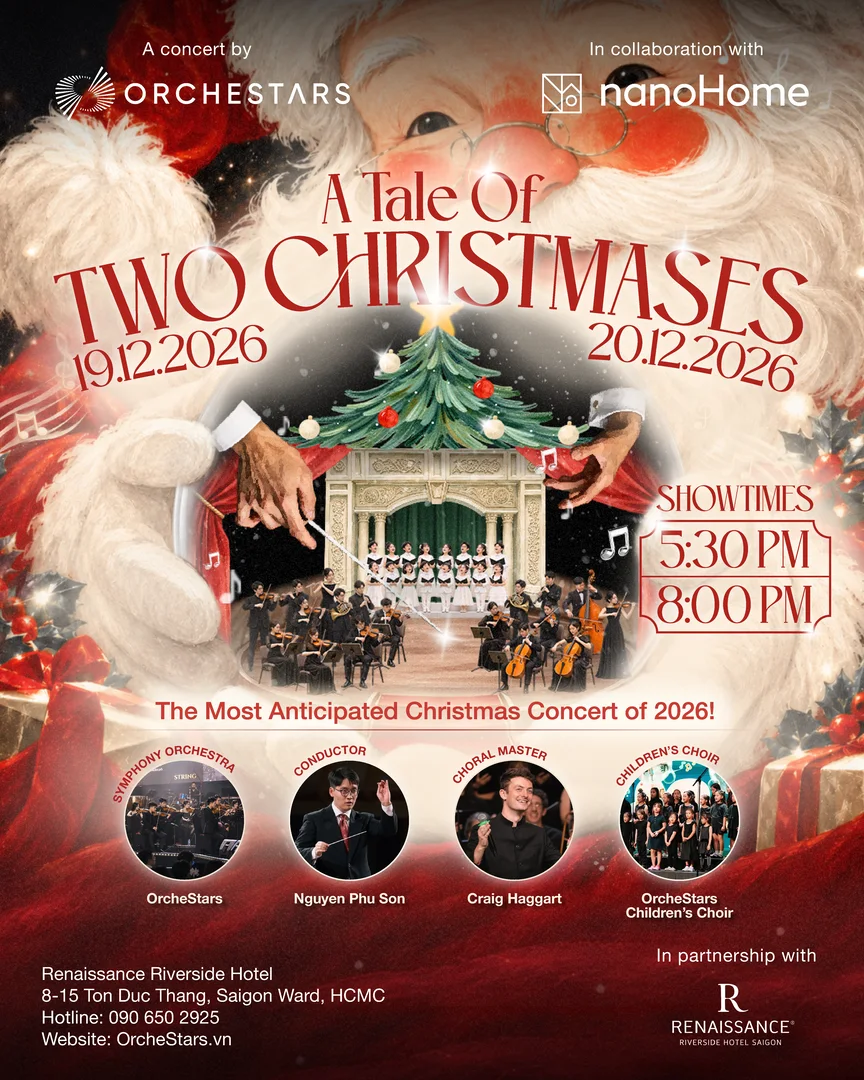 A concert by
ORCHESTARS
In collaboration with
nanoHome
A Tale Of
TWO CHRISTMASES
19.12.2026
20.12.2026
SHOWTIMES
5:30 PM
8:00 PM
The Most Anticipated Christmas Concert of 2026!
SYMPHONY ORCHESTRA
CONDUCTOR
CHORAL MASTER
CHILDREN'S CHOIR
STRING
OrcheStars
Nguyen Phu Son
Craig Haggart
OrcheStars
Children's Choir
Renaissance Riverside Hotel
8-15 Ton Duc Thang, Saigon Ward, HCMC
Hotline: 090 650 2925
Website: OrcheStars.vn
In partnership with
R
RENAISSANCE®
RIVERSIDE HOTEL SAIGON